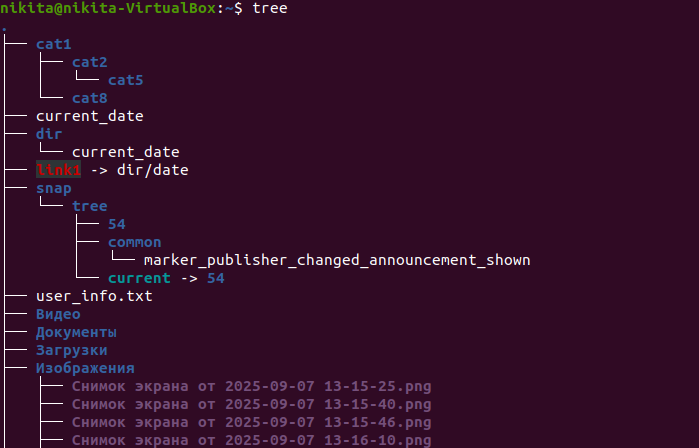 nikita@nikita-VirtualBox:~$ tree
.
├── cat1
│   ├── cat2
│   │   └── cat5
│   └── cat8
├── current_date
├── dir
│   └── current_date
├── link1 -> dir/date
├── snap
│   └── tree
│       ├── 54
│       ├── common
│       │   └── marker_publisher_changed_announcement_shown
│       └── current -> 54
├── user_info.txt
├── Видео
├── Документы
├── Загрузки
├── Изображения
│   ├── Снимок экрана от 2025-09-07 13-15-25.png
│   ├── Снимок экрана от 2025-09-07 13-15-40.png
│   ├── Снимок экрана от 2025-09-07 13-15-46.png
│   ├── Снимок экрана от 2025-09-07 13-16-10.png